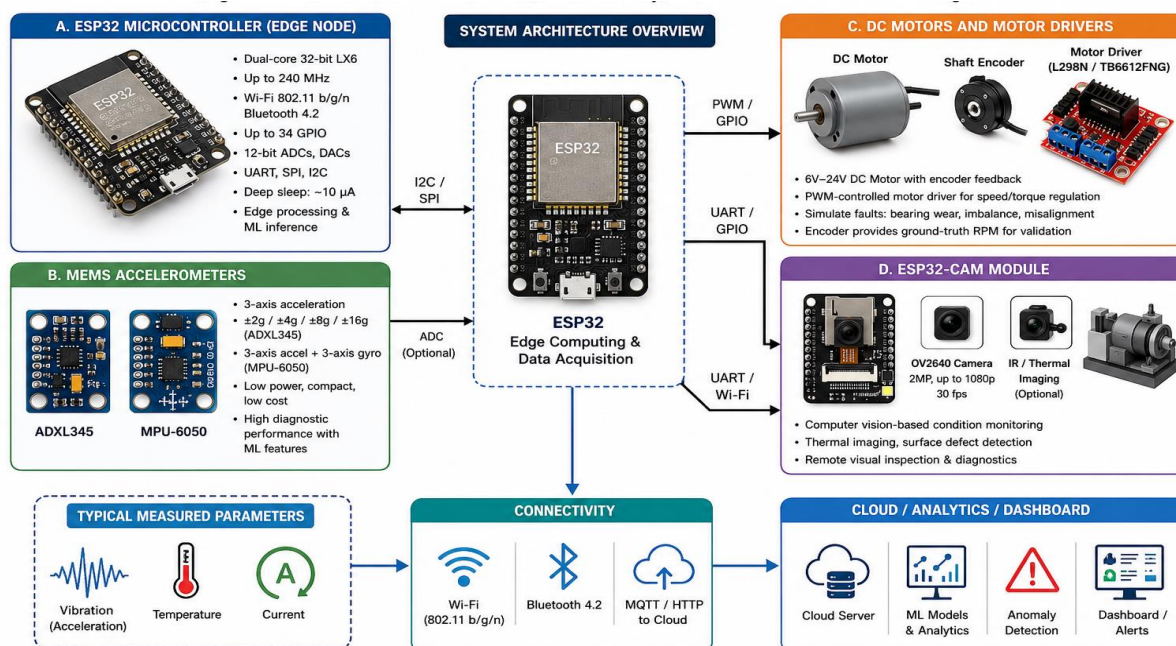 SYSTEM ARCHITECTURE OVERVIEW
A. ESP32 MICROCONTROLLER (EDGE NODE)
ESP32
• Dual-core 32-bit LX6
• Up to 240 MHz
• Wi-Fi 802.11 b/g/n
Bluetooth 4.2
• Up to 34 GPIO
• 12-bit ADCs, DACs
• UART, SPI, I2C
• Deep sleep: ~10 µA
• Edge processing &
ML inference
B. MEMS ACCELEROMETERS
• 3-axis acceleration
• ±2g / ±4g / ±8g / ±16g
(ADXL345)
• 3-axis accel + 3-axis gyro
(MPU-6050)
• Low power, compact,
low cost
• High diagnostic
performance with
ML features
ADXL345
MPU-6050
I2C /
SPI
ADC
(Optional)
ESP32
ESP32
Edge Computing &
Data Acquisition
PWM /
GPIO
UART /
GPIO
UART /
Wi-Fi
C. DC MOTORS AND MOTOR DRIVERS
DC Motor
Shaft Encoder
Motor Driver
(L298N / TB6612FNG)
• 6V–24V DC Motor with encoder feedback
• PWM-controlled motor driver for speed/torque regulation
• Simulate faults: bearing wear, imbalance, misalignment
• Encoder provides ground-truth RPM for validation
D. ESP32-CAM MODULE
OV2640 Camera
2MP, up to 1080p
30 fps
IR / Thermal
Imaging
(Optional)
• Computer vision-based condition monitoring
• Thermal imaging, surface defect detection
• Remote visual inspection & diagnostics
TYPICAL MEASURED PARAMETERS
Vibration
(Acceleration)
Temperature
A
Current
CONNECTIVITY
Wi-Fi
(802.11 b/g/n)
Bluetooth 4.2
MQTT / HTTP
to Cloud
CLOUD / ANALYTICS / DASHBOARD
Cloud Server
ML Models
& Analytics
Anomaly
Detection
Dashboard /
Alerts